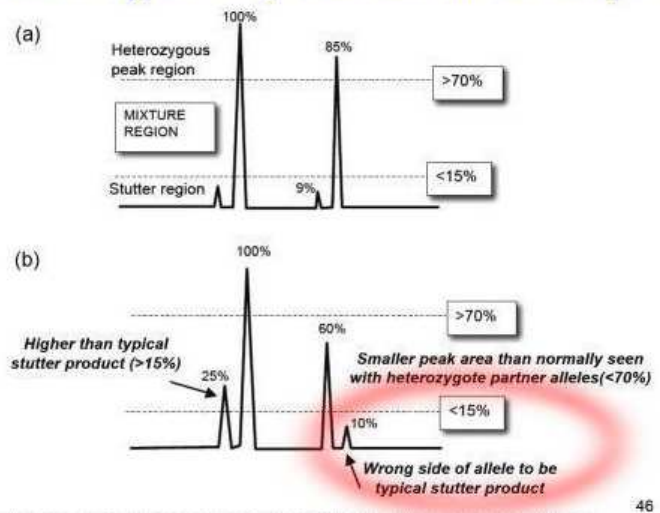 (a)
100%
Heterozygous
peak region
85%
>70%
MIXTURE
REGION
<15%
Stutter region
9%
(b)
100%
>70%
60%
Higher than typical
stutter product (>15%)
25%
Smaller peak area than normally seen
with heterozygote partner alleles(<70%)
<15%
10%
Wrong side of allele to be
typical stutter product
46